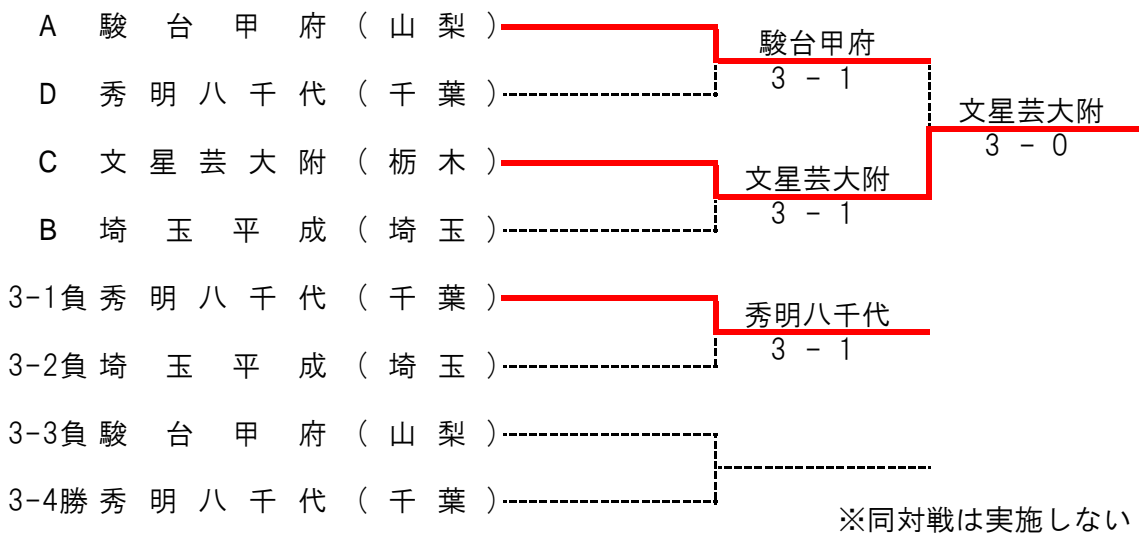 A 駿台甲府(山梨)
駿台甲府
3 - 1
D 秀明八千代(千葉)
文星芸大附
3 - 0
C 文星芸大附(栃木)
文星芸大附
3 - 1
B 埼玉平成(埼玉)
3-1負 秀明八千代(千葉)
秀明八千代
3 - 1
3-2負 埼玉平成(埼玉)
3-3負 駿台甲府(山梨)
3-4勝 秀明八千代(千葉)
※同対戦は実施しない